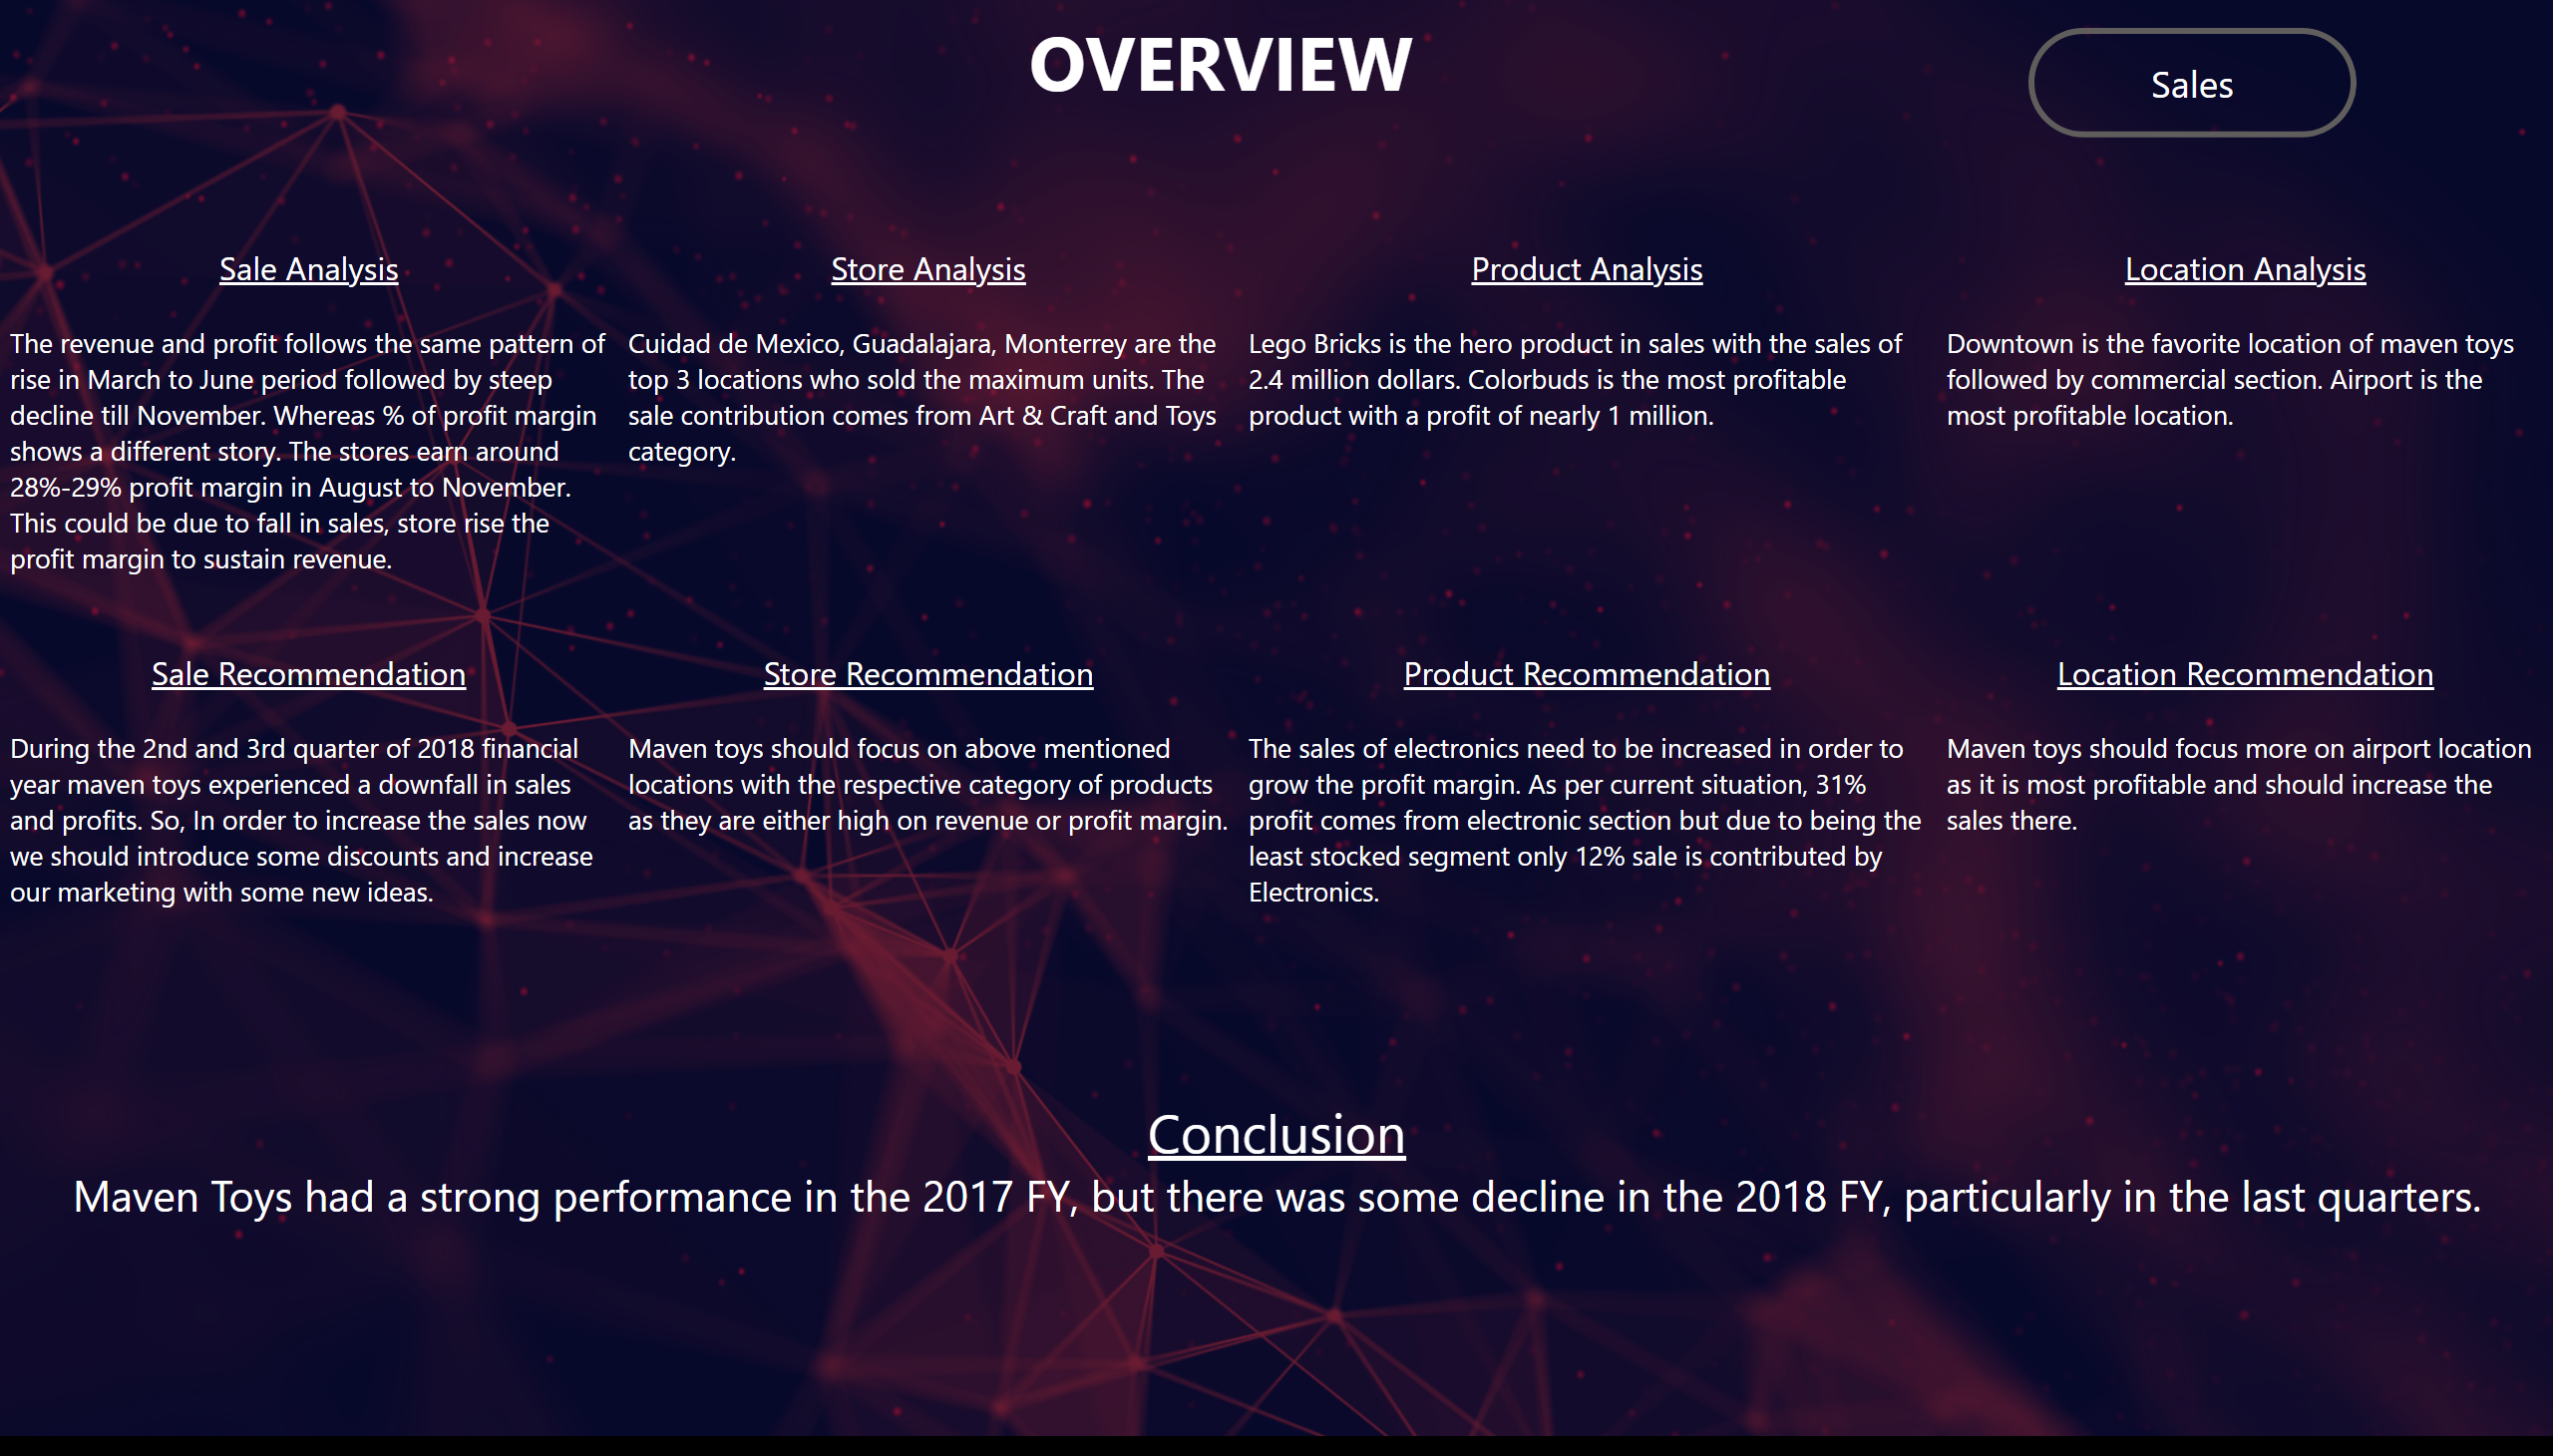 OVERVIEW
Sales
Sale Analysis
The revenue and profit follows the same pattern of
rise in March to June period followed by steep
decline till November. Whereas % of profit margin
shows a different story. The stores earn around
28%-29% profit margin in August to November.
This could be due to fall in sales, store rise the
profit margin to sustain revenue.
Store Analysis
Cuidad de Mexico, Guadalajara, Monterrey are the
top 3 locations who sold the maximum units. The
sale contribution comes from Art & Craft and Toys
category.
Product Analysis
Lego Bricks is the hero product in sales with the sales of
2.4 million dollars. Colorbuds is the most profitable
product with a profit of nearly 1 million.
Location Analysis
Downtown is the favorite location of maven toys
followed by commercial section. Airport is the
most profitable location.
Sale Recommendation
During the 2nd and 3rd quarter of 2018 financial
year maven toys experienced a downfall in sales
and profits. So, In order to increase the sales now
we should introduce some discounts and increase
our marketing with some new ideas.
Store Recommendation
Maven toys should focus on above mentioned
locations with the respective category of products
as they are either high on revenue or profit margin.
Product Recommendation
The sales of electronics need to be increased in order to
grow the profit margin. As per current situation, 31%
profit comes from electronic section but due to being the
least stocked segment only 12% sale is contributed by
Electronics.
Location Recommendation
Maven toys should focus more on airport location
as it is most profitable and should increase the
sales there.
Conclusion
Maven Toys had a strong performance in the 2017 FY, but there was some decline in the 2018 FY, particularly in the last quarters.